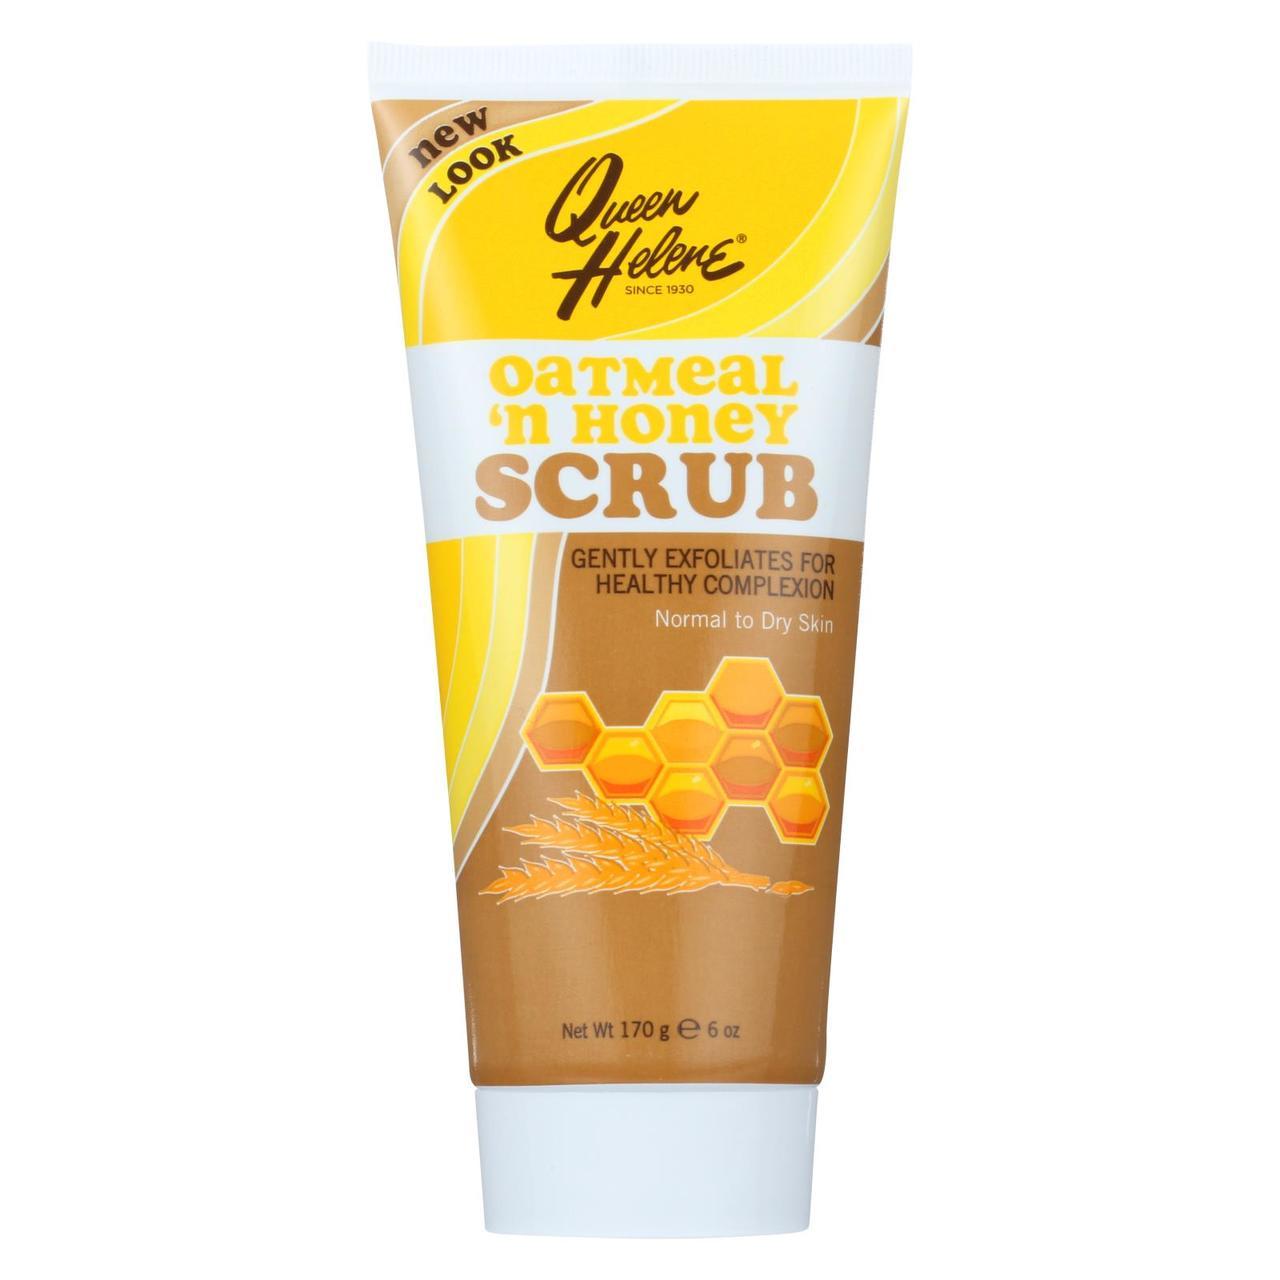 new
LOOK
Queen
Helene®
SINCE 1930
OaTMeaL
'n HOneY
SCRUB
GENTLY EXFOLIATES FOR
HEALTHY COMPLEXION
Normal to Dry Skin
Net Wt 170 g ℮ 6 oz